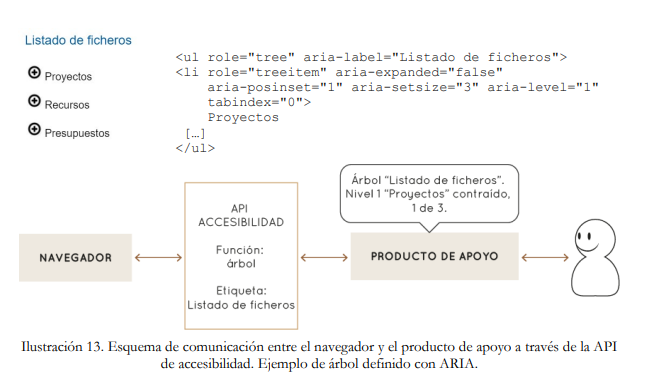 Listado de ficheros
Proyectos
Recursos
Presupuestos
<ul role="tree" aria-label="Listado de ficheros">
<li role="treeitem" aria-expanded="false"
aria-posinset="1" aria-setsize="3" aria-level="1"
tabindex="0">
Proyectos
[…]
</ul>
NAVEGADOR
API
ACCESIBILIDAD
Función:
árbol
Etiqueta:
Listado de ficheros
Árbol "Listado de ficheros".
Nivel 1 "Proyectos" contraído,
1 de 3.
PRODUCTO DE APOYO
Ilustración 13. Esquema de comunicación entre el navegador y el producto de apoyo a través de la API
de accesibilidad. Ejemplo de árbol definido con ARIA.